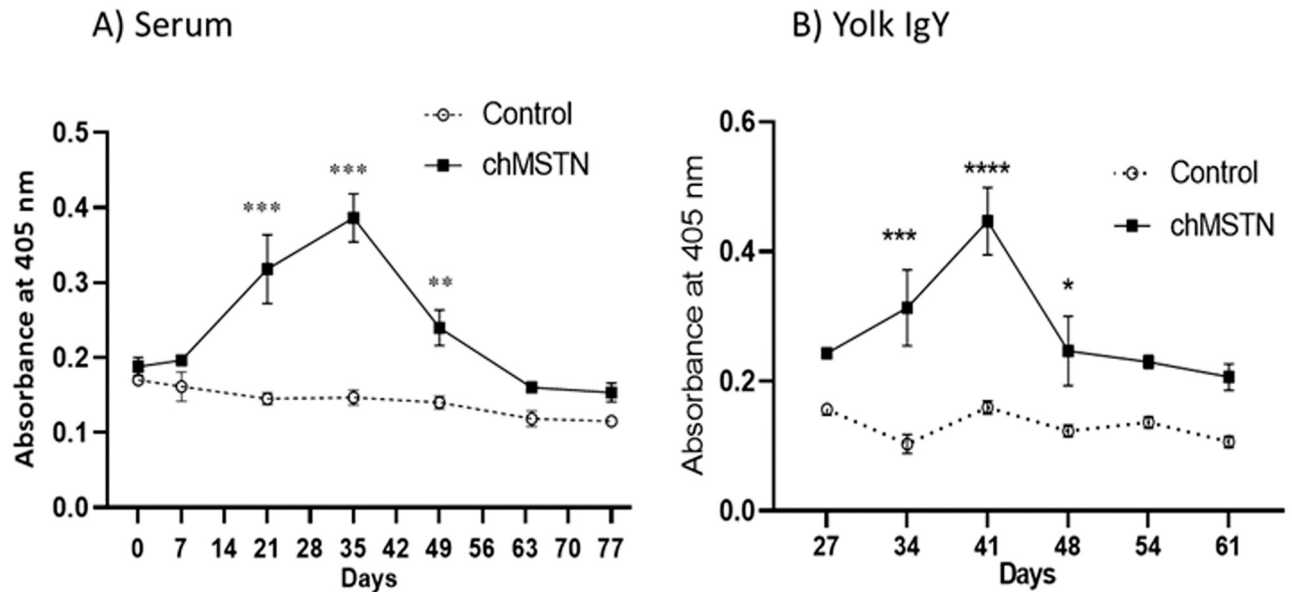 A) Serum
Control
chMSTN
Absorbance at 405 nm
0.5
0.4
0.3
0.2
0.1
0.0
***
***
**
0 7 14 21 28 35 42 49 56 63 70 77
Days
B) Yolk IgY
Control
chMSTN
Absorbance at 405 nm
0.6
0.4
0.2
0.0
***
****
*
27 34 41 48 54 61
Days